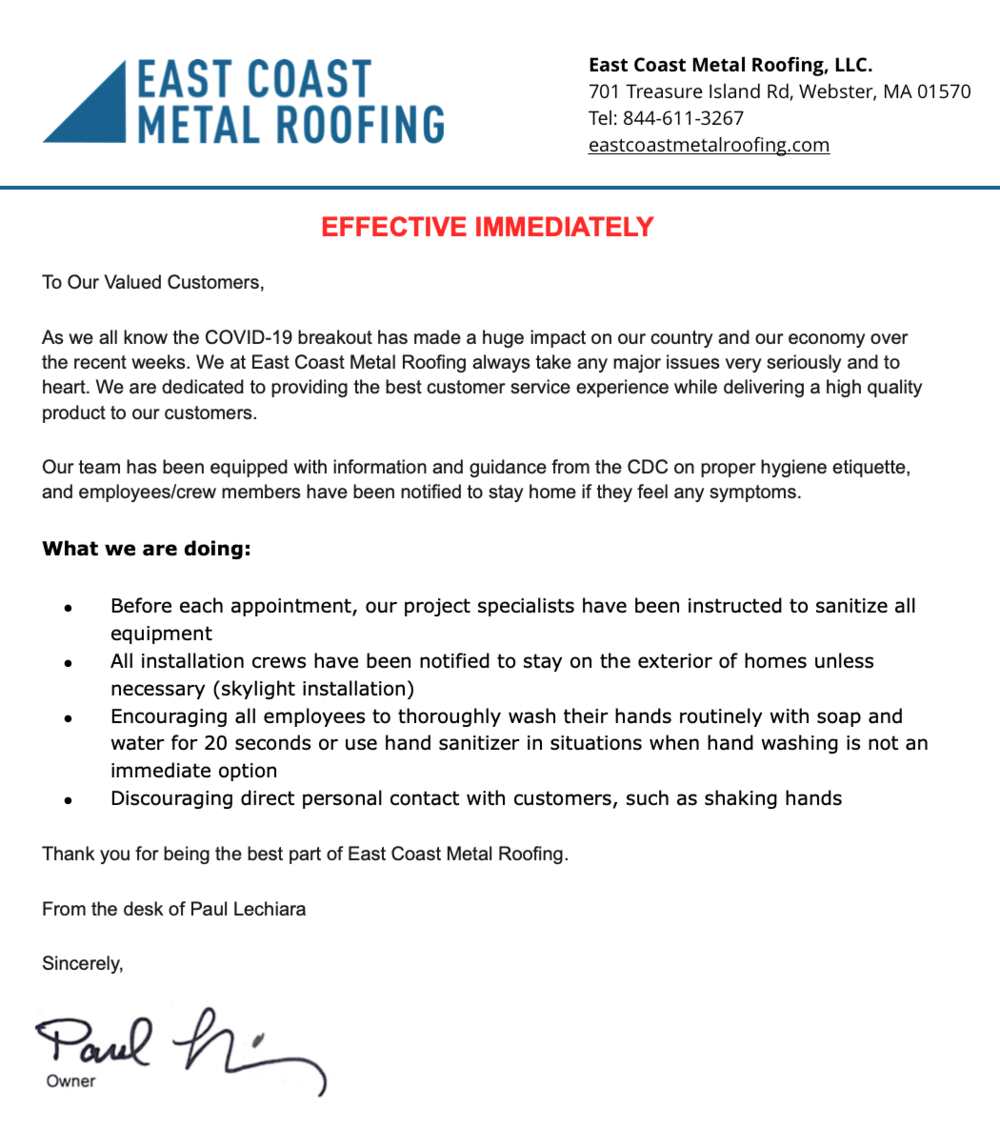 EAST COAST
METAL ROOFING
East Coast Metal Roofing, LLC.
701 Treasure Island Rd, Webster, MA 01570
Tel: 844-611-3267
eastcoastmetalroofing.com
EFFECTIVE IMMEDIATELY
To Our Valued Customers,
As we all know the COVID-19 breakout has made a huge impact on our country and our economy over
the recent weeks. We at East Coast Metal Roofing always take any major issues very seriously and to
heart. We are dedicated to providing the best customer service experience while delivering a high quality
product to our customers.
Our team has been equipped with information and guidance from the CDC on proper hygiene etiquette,
and employees/crew members have been notified to stay home if they feel any symptoms.
What we are doing:
● Before each appointment, our project specialists have been instructed to sanitize all
equipment
● All installation crews have been notified to stay on the exterior of homes unless
necessary (skylight installation)
● Encouraging all employees to thoroughly wash their hands routinely with soap and
water for 20 seconds or use hand sanitizer in situations when hand washing is not an
immediate option
● Discouraging direct personal contact with customers, such as shaking hands
Thank you for being the best part of East Coast Metal Roofing.
From the desk of Paul Lechiara
Sincerely,
Paul
Owner